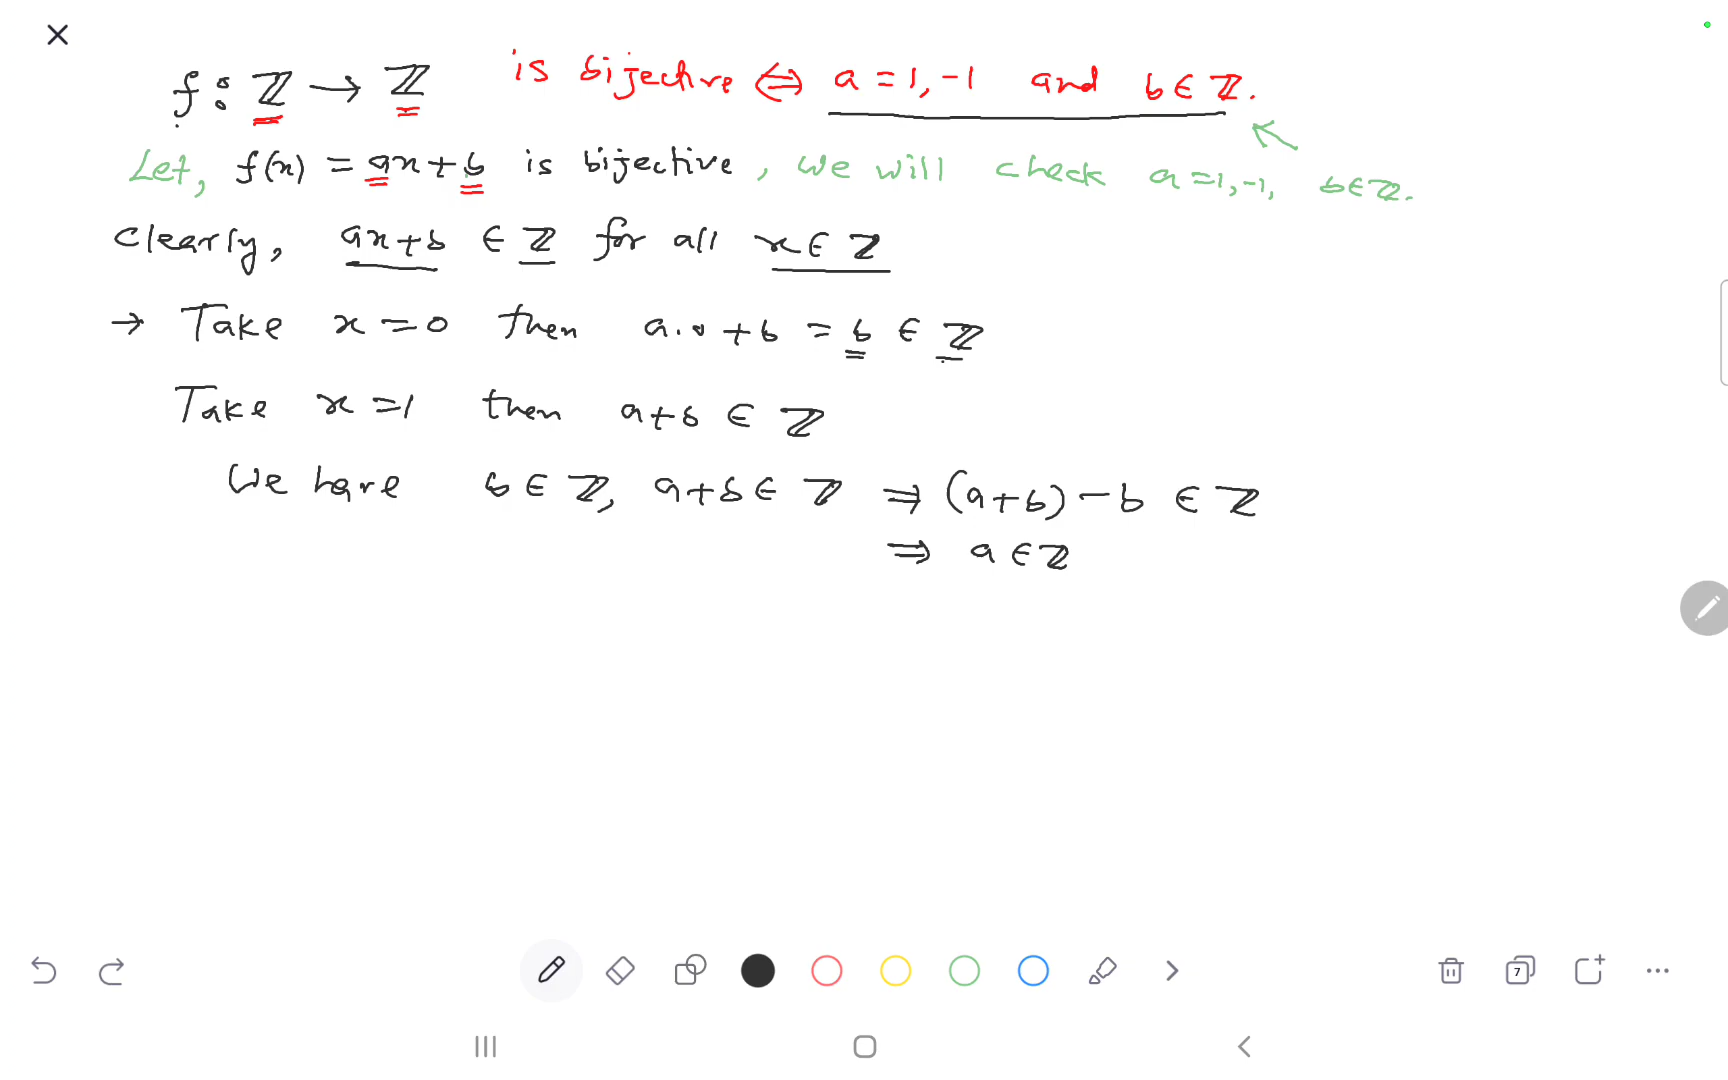 f : ℤ → ℤ is bijective ⇔ a = 1, -1 and b ∈ ℤ.
Let, f(x) = ax + b is bijective, we will check a = 1, -1, b ∈ ℤ.
clearly, ax + b ∈ ℤ for all x ∈ ℤ
→ Take x = 0 then a.0 + b = b ∈ ℤ
Take x = 1 then a + b ∈ ℤ
We have b ∈ ℤ, a + b ∈ ℤ ⇒ (a + b) - b ∈ ℤ
⇒ a ∈ ℤ
7